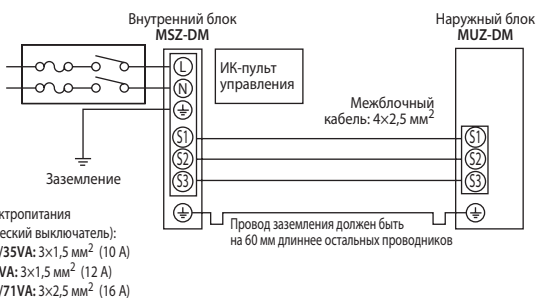 Внутренний блок
MSZ-DM
Наружный блок
MUZ-DM
L
N
ИК-пульт
управления
Межблочный
кабель: 4×2,5 мм²
S1
S2
S3
S1
S2
S3
Заземление
Провод заземления должен быть
на 60 мм длиннее остальных проводников
ктропитания
еский выключатель):
/35VA: 3×1,5 мм² (10 А)
VA: 3×1,5 мм² (12 А)
/71VA: 3×2,5 мм² (16 А)